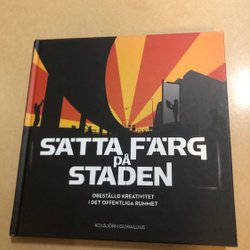 SÄTTA FÄRG
PÅ
STADEN
OBESTÄLLD KREATIVITET
I DET OFFENTLIGA RUMMET
KOLBJÖRN GUWALLIUS